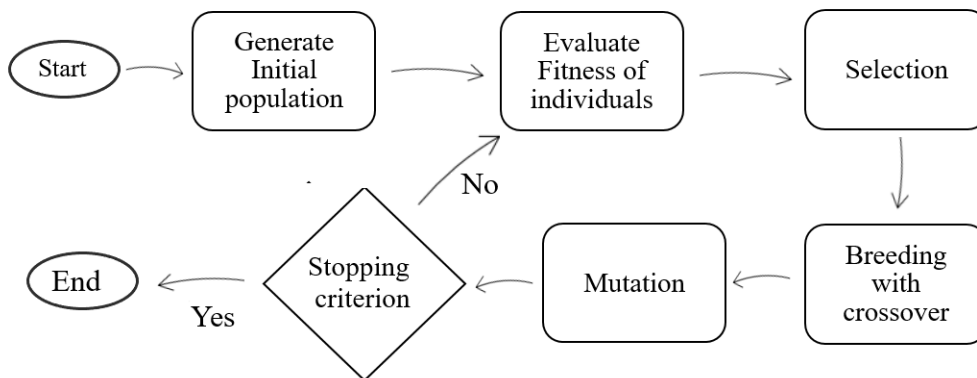 Start
Generate
Initial
population
Evaluate
Fitness of
individuals
Selection
No
End
Yes
Stopping
criterion
Mutation
Breeding
with
crossover